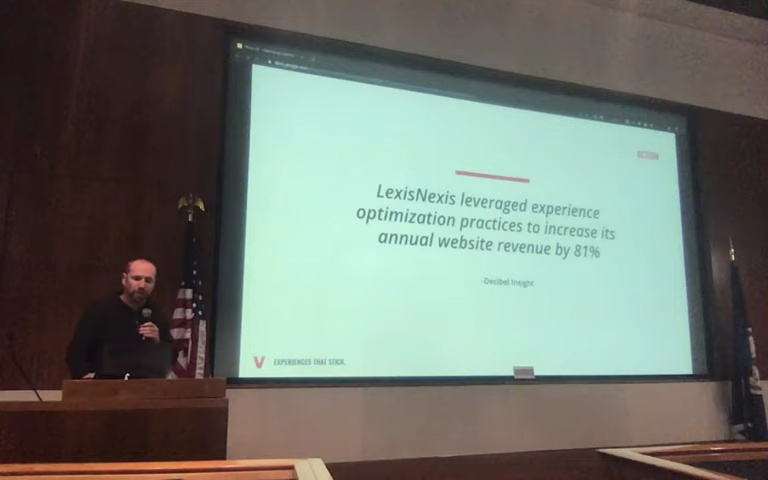 LexisNexis leveraged experience
optimization practices to increase its
annual website revenue by 81%
-Decibel Insight
V EXPERIENCES THAT STICK.